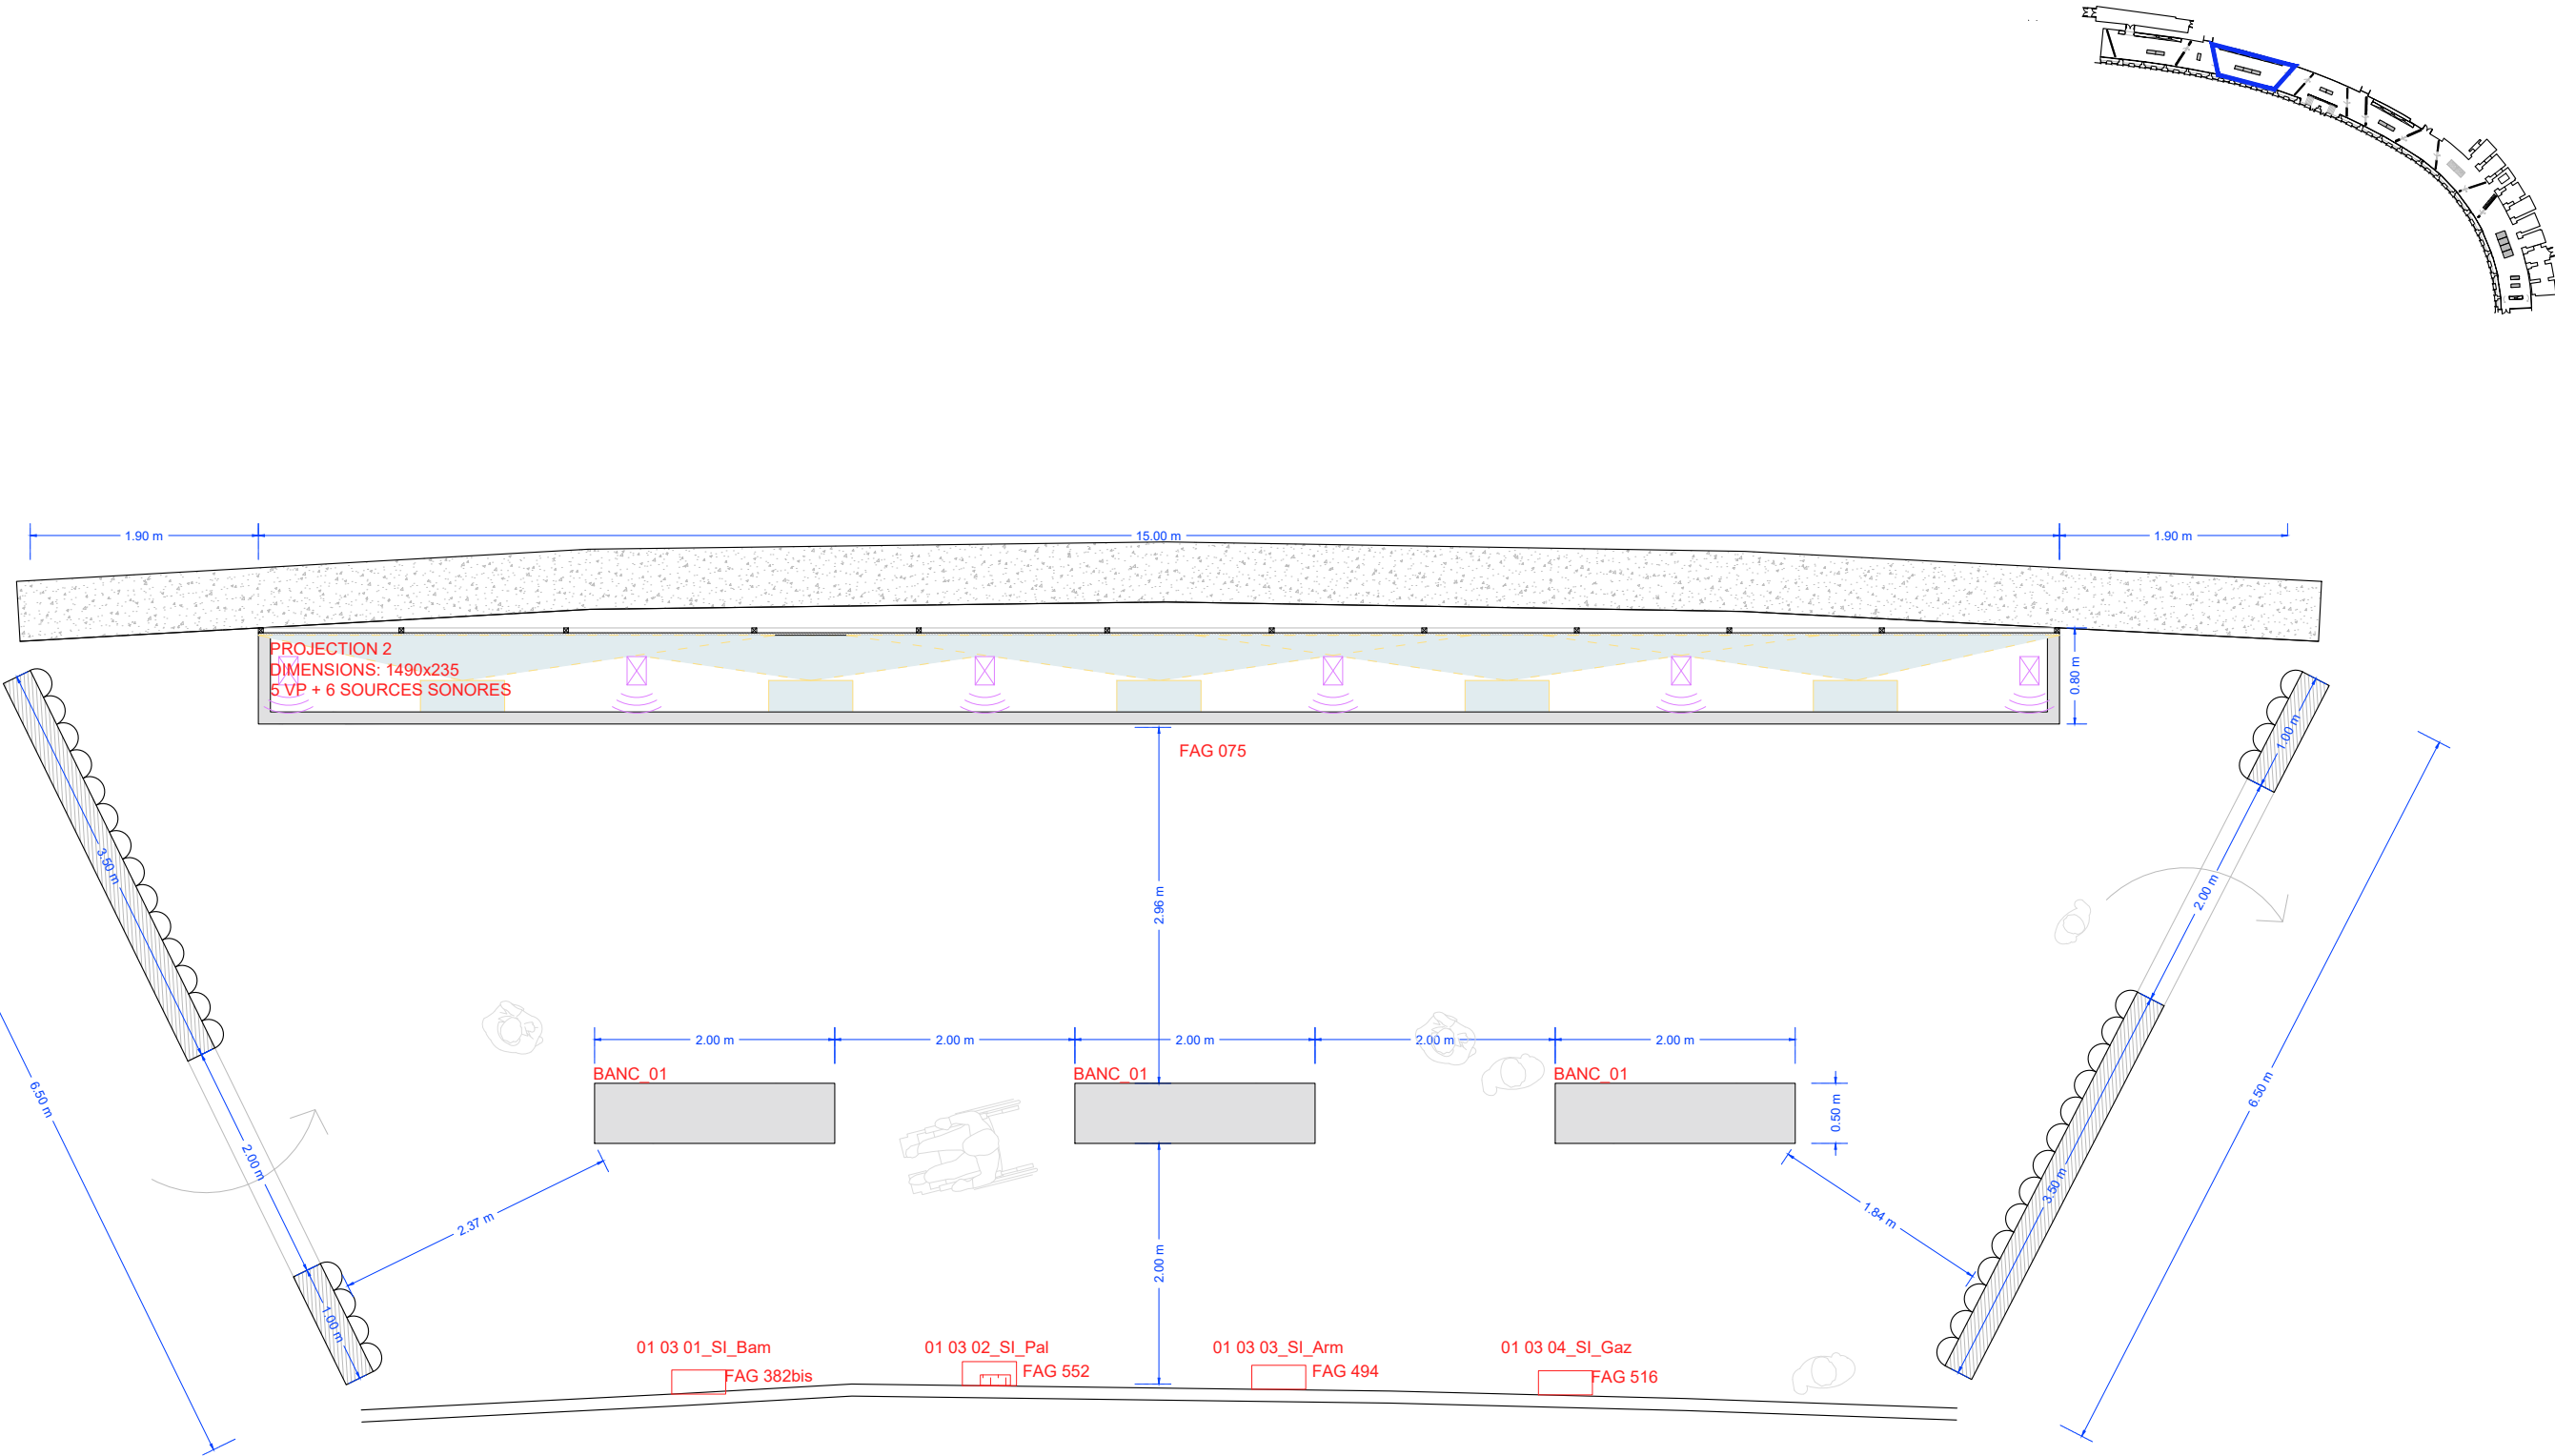 1.90 m
15.00 m
1.90 m
PROJECTION 2
DIMENSIONS: 1490x235
5 VP + 6 SOURCES SONORES
0.80 m
1.00 m
FAG 075
3.50 m
2.96 m
2.00 m
2.00 m
2.00 m
2.00 m
2.00 m
2.00 m
BANC_01
BANC_01
BANC_01
0.50 m
6.50 m
6.50 m
2.00 m
3.50 m
2.37 m
1.84 m
2.00 m
1.00 m
01 03 01_SI_Bam
01 03 02_SI_Pal
01 03 03_SI_Arm
01 03 04_SI_Gaz
FAG 382bis
FAG 552
FAG 494
FAG 516